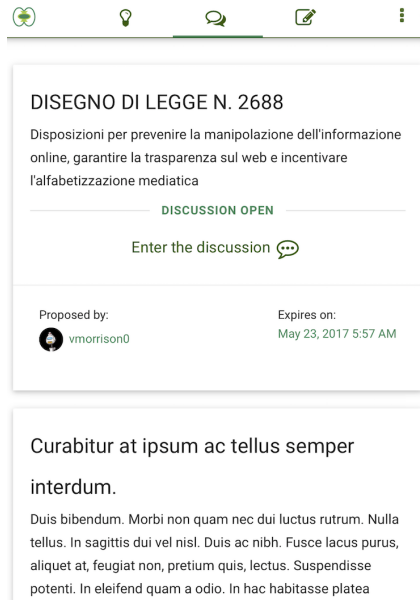 DISEGNO DI LEGGE N. 2688
Disposizioni per prevenire la manipolazione dell'informazione
online, garantire la trasparenza sul web e incentivare
l'alfabetizzazione mediatica
DISCUSSION OPEN
Enter the discussion
Proposed by:
vmorrison0
Expires on:
May 23, 2017 5:57 AM
Curabitur at ipsum ac tellus semper
interdum.
Duis bibendum. Morbi non quam nec dui luctus rutrum. Nulla
tellus. In sagittis dui vel nisl. Duis ac nibh. Fusce lacus purus,
aliquet at, feugiat non, pretium quis, lectus. Suspendisse
potenti. In eleifend quam a odio. In hac habitasse platea